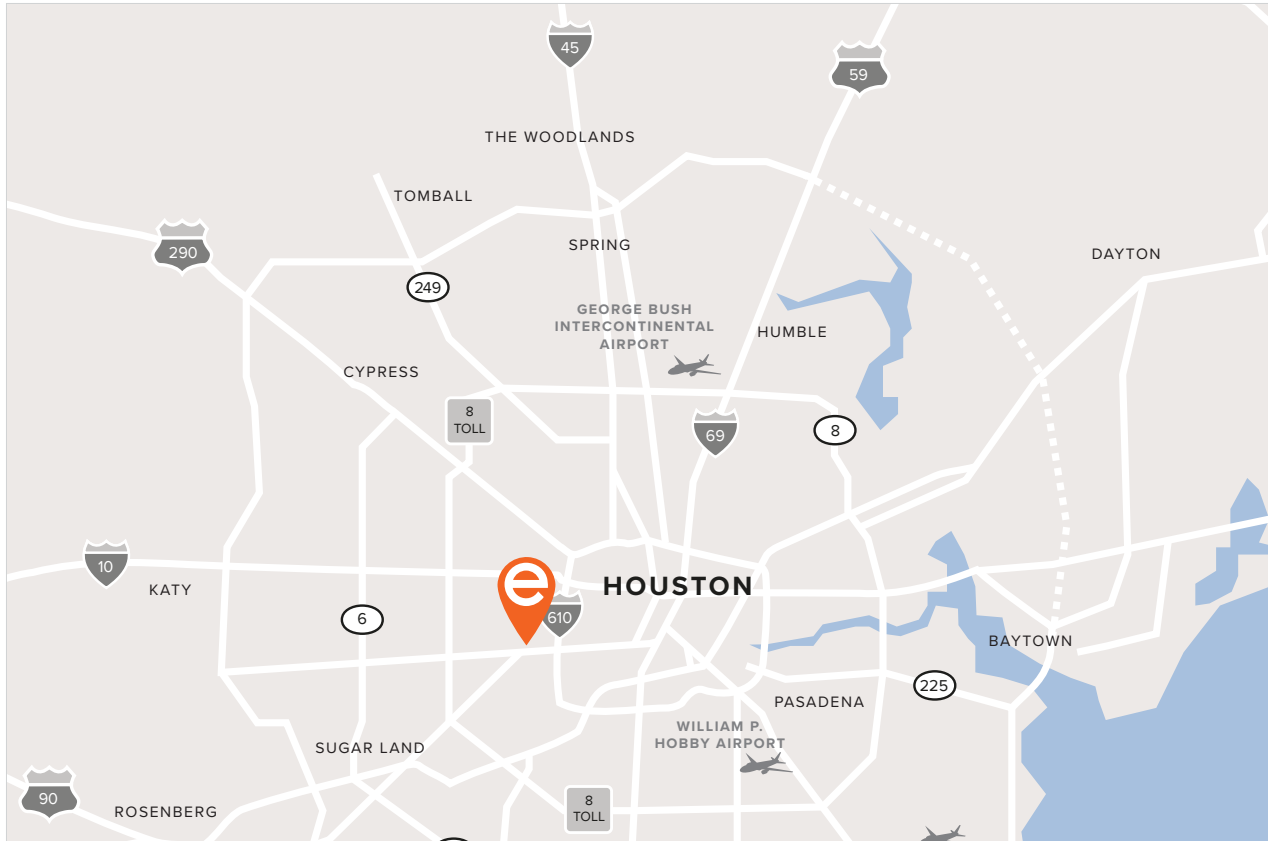 45
59
THE WOODLANDS
TOMBALL
290
SPRING
DAYTON
249
GEORGE BUSH
INTERCONTINENTAL
AIRPORT
HUMBLE
CYPRESS
8
TOLL
69
8
10
KATY
e
HOUSTON
6
610
BAYTOWN
225
PASADENA
WILLIAM P.
HOBBY AIRPORT
SUGAR LAND
90
ROSENBERG
8
TOLL